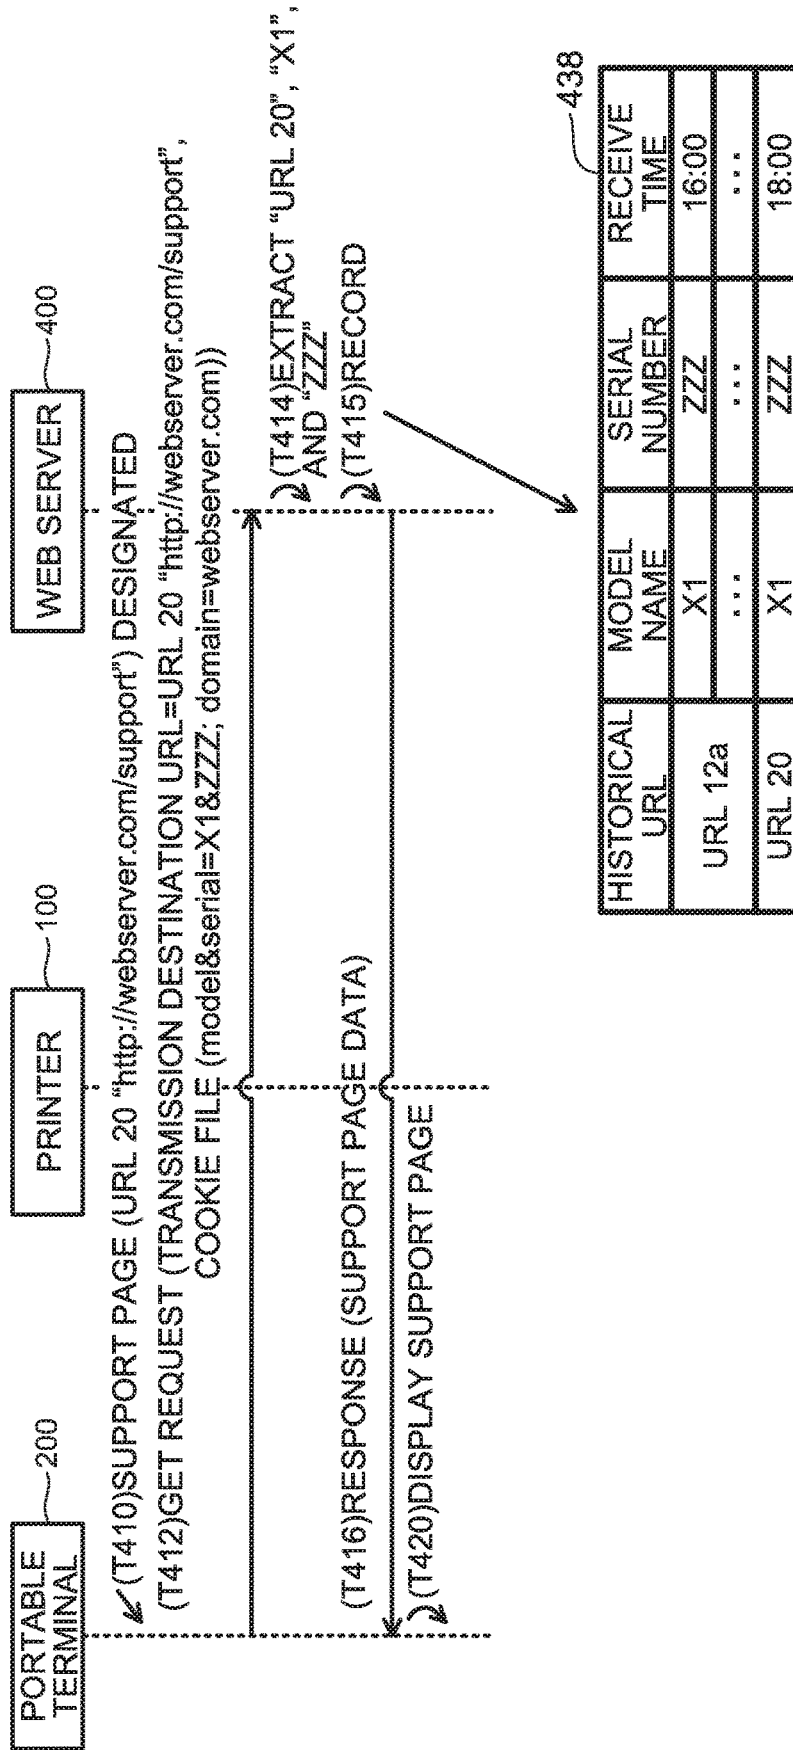 PORTABLE
TERMINAL
200
PRINTER
100
WEB SERVER
400
(T410)SUPPORT PAGE (URL 20 "http://webserver.com/support") DESIGNATED
(T412)GET REQUEST (TRANSMISSION DESTINATION URL=URL 20 "http://webserver.com/support",
COOKIE FILE (model&serial=X1&ZZZ; domain=webserver.com))
(T414)EXTRACT "URL 20", "X1",
AND "ZZZ"
(T415)RECORD
(T416)RESPONSE (SUPPORT PAGE DATA)
(T420)DISPLAY SUPPORT PAGE
438
HISTORICAL
URL
MODEL
NAME
SERIAL
NUMBER
RECEIVE
TIME
URL 12a
X1
ZZZ
16:00
...
...
...
URL 20
X1
ZZZ
18:00